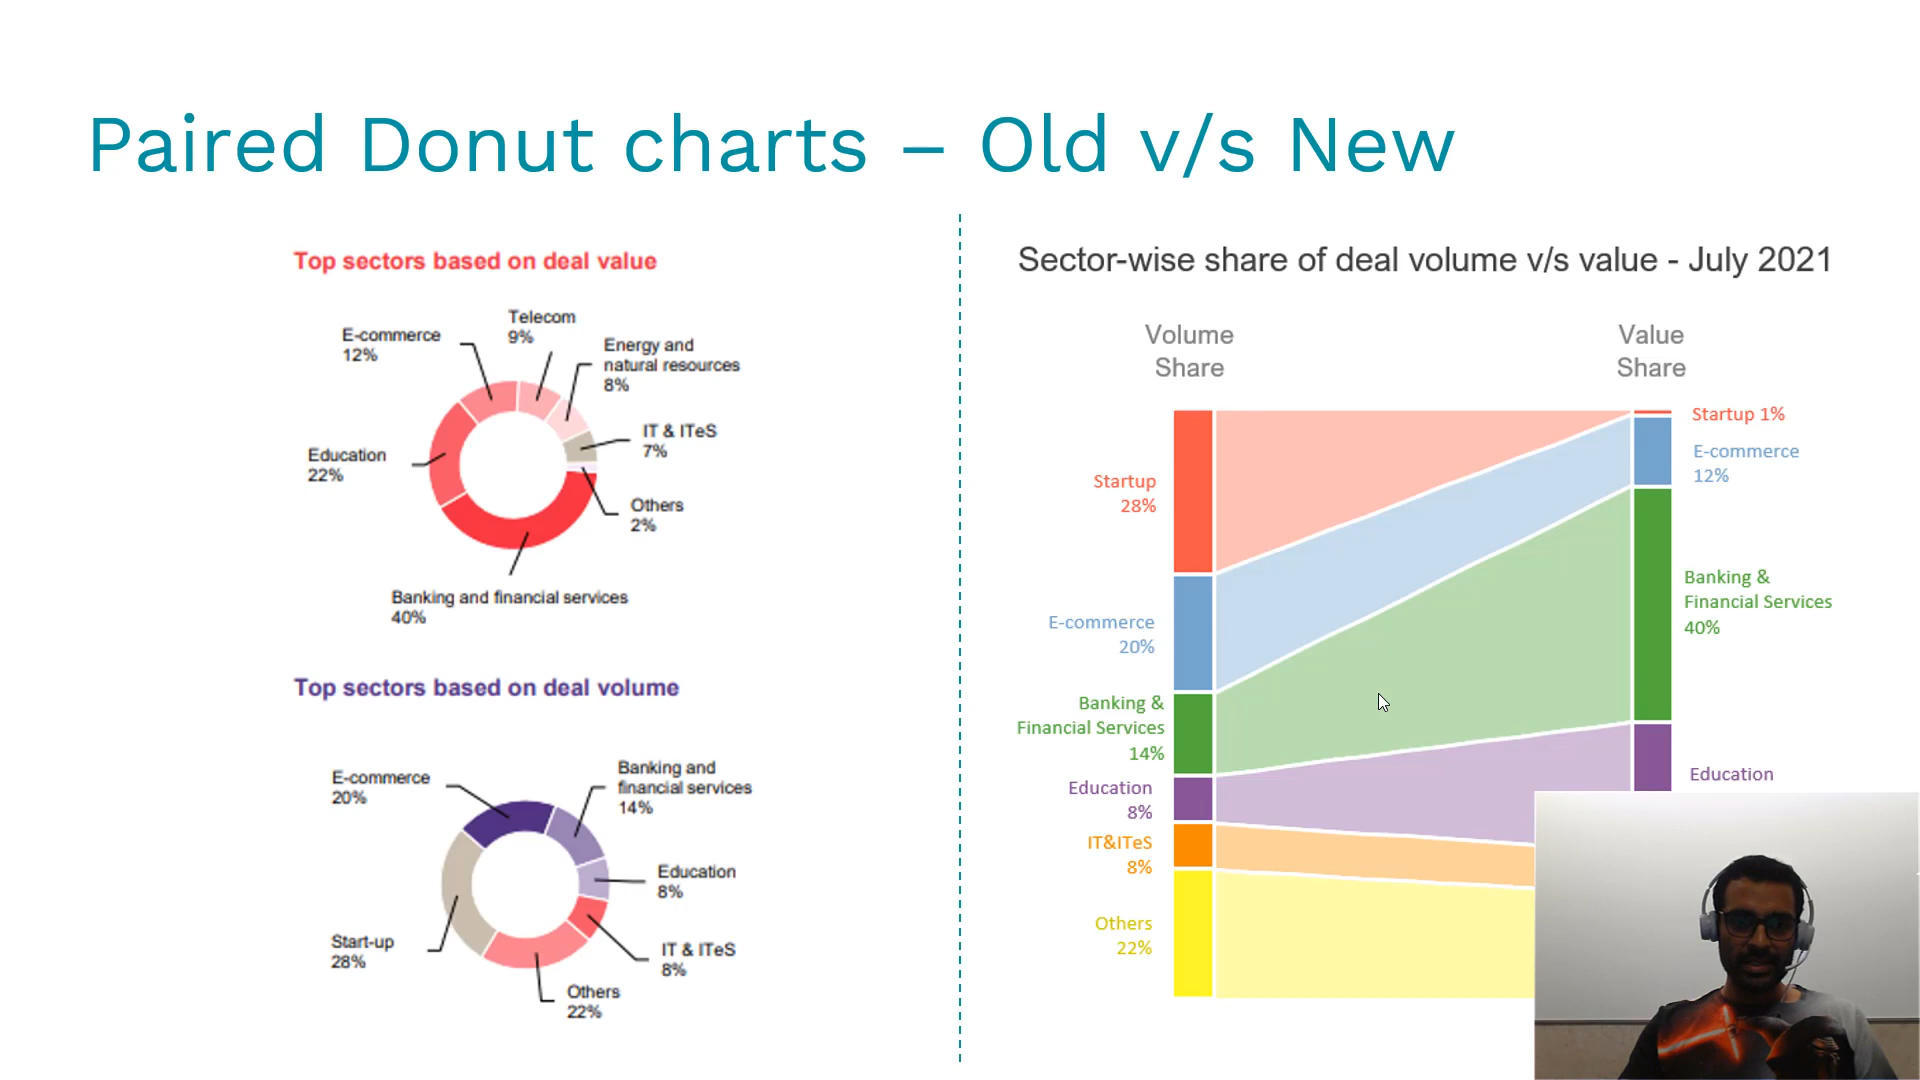 Paired Donut charts – Old v/s New
Top sectors based on deal value
Telecom
9%
E-commerce
12%
Energy and
natural resources
8%
IT & ITeS
7%
Education
22%
Others
2%
Banking and financial services
40%
Top sectors based on deal volume
Banking and
financial services
14%
E-commerce
20%
Education
8%
Start-up
28%
IT & ITeS
8%
Others
22%
Sector-wise share of deal volume v/s value - July 2021
Volume
Share
Value
Share
Startup
28%
E-commerce
20%
Banking &
Financial Services
14%
Education
8%
IT&ITeS
8%
Others
22%
Startup 1%
E-commerce
12%
Banking &
Financial Services
40%
Education